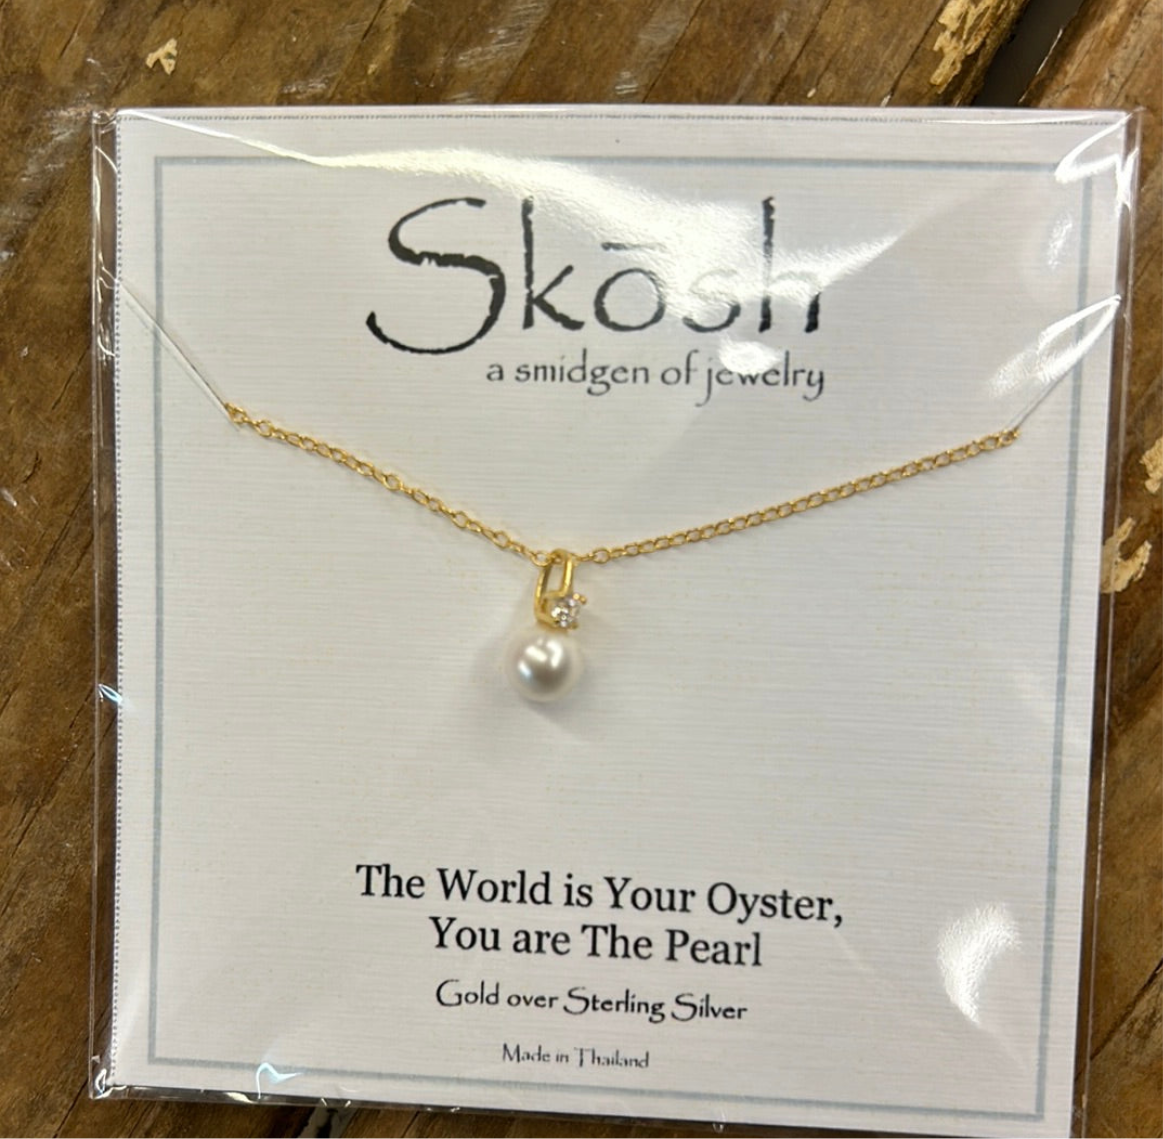 Skōsh
a smidgen of jewelry
The World is Your Oyster,
You are The Pearl
Gold over Sterling Silver
Made in Thailand